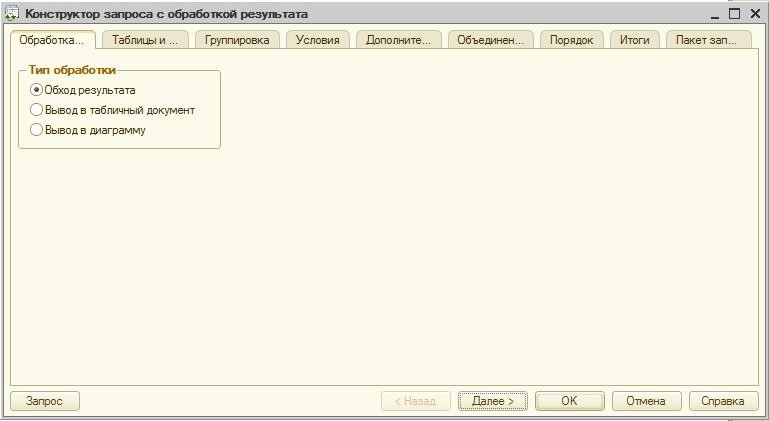 Конструктор запроса с обработкой результата
Обработка... Таблицы и ... Группировка Условия Дополните... Объединен... Порядок Итоги Пакет зап...
Тип обработки
Обход результата
Вывод в табличный документ
Вывод в диаграмму
Запрос < Назад Далее > OK Отмена Справка